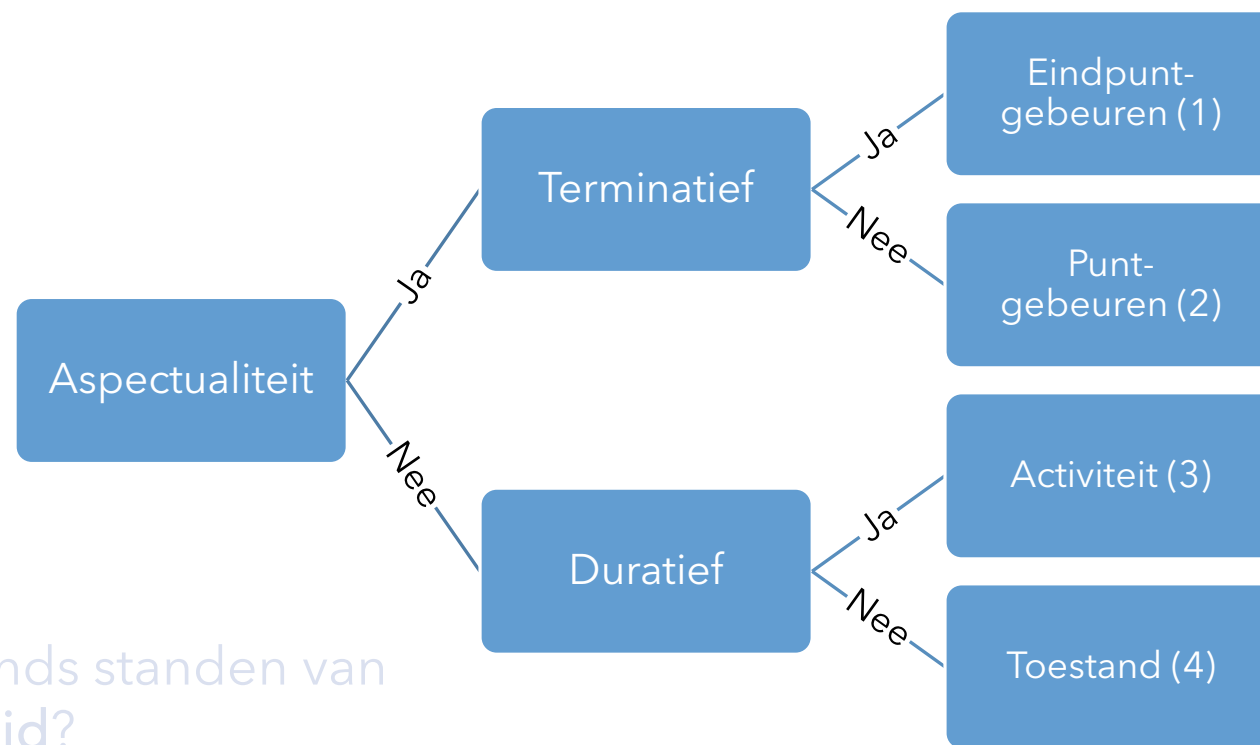 Eindpunt-
gebeuren (1)
Ja
Terminatief
Nee
Punt-
gebeuren (2)
Ja
Aspectualiteit
Nee
Activiteit (3)
Ja
Duratief
Nee
Toestand (4)
standen van